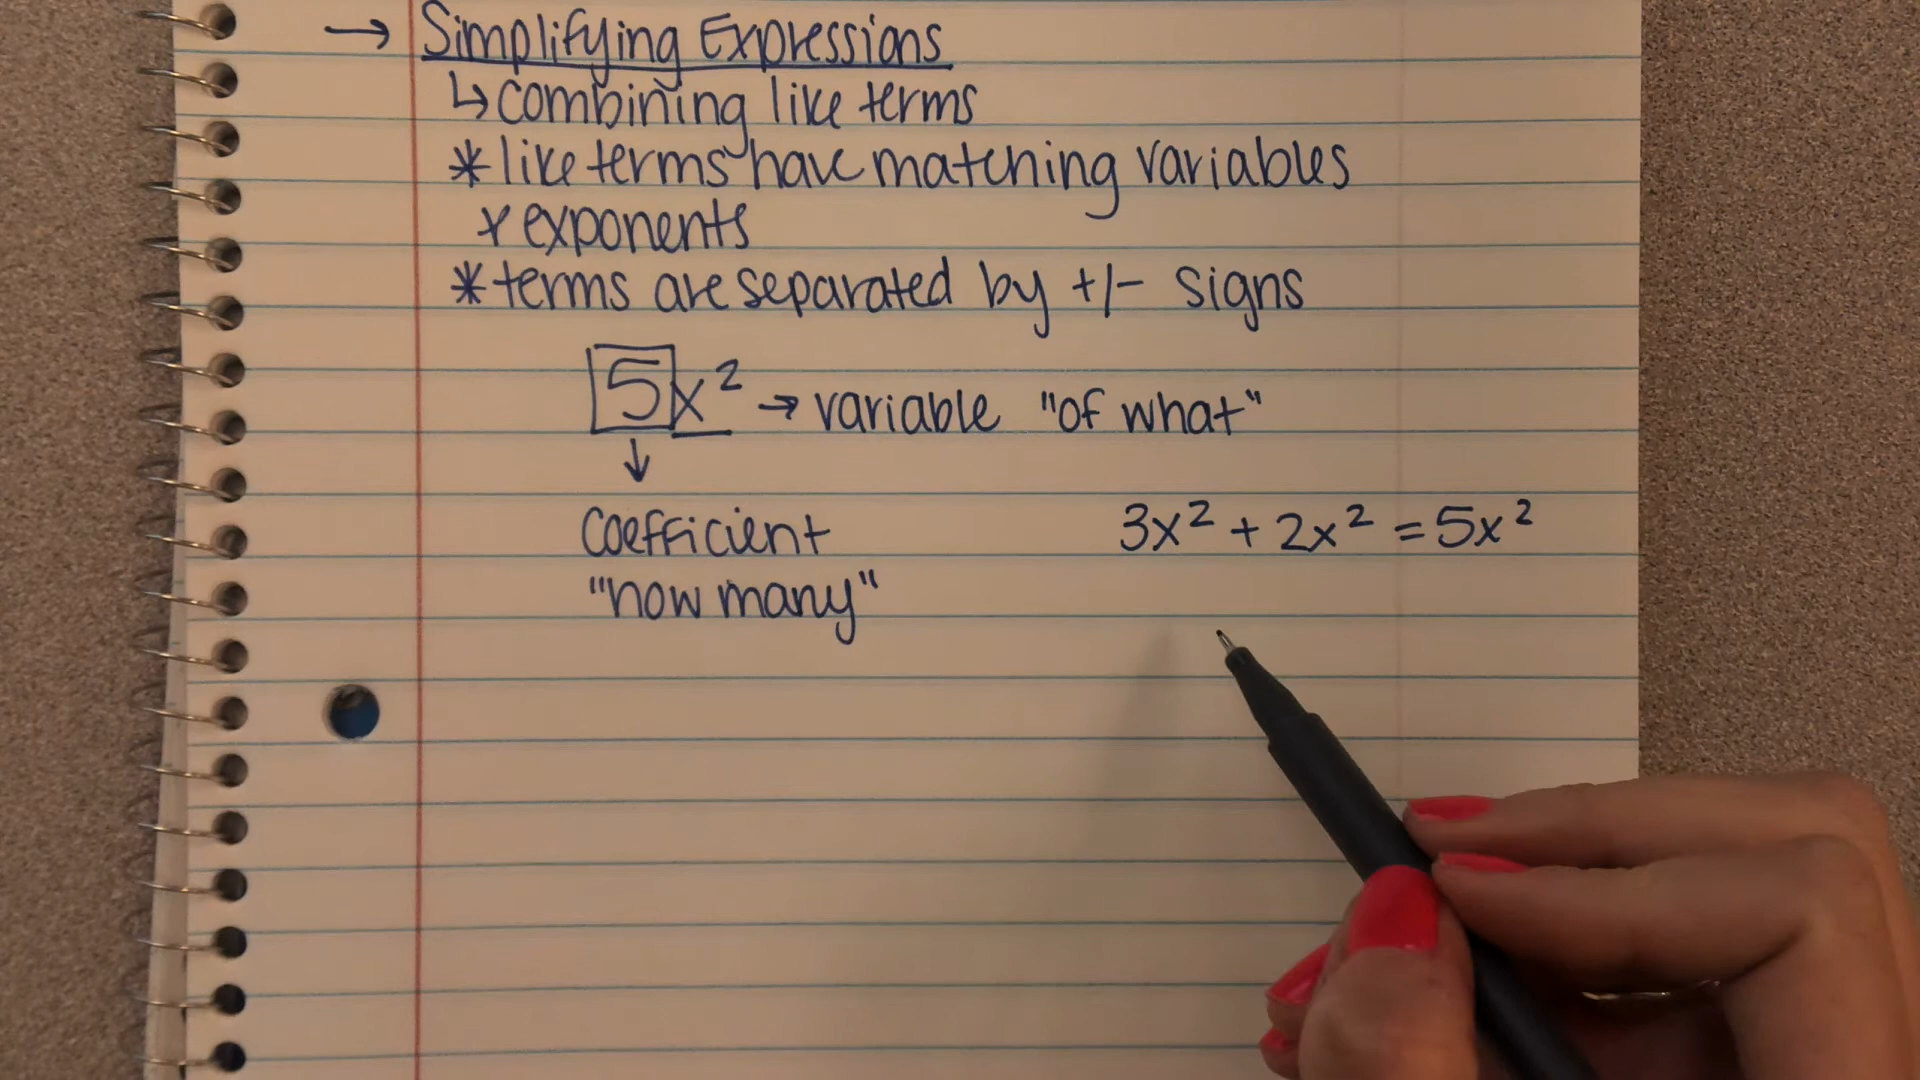 → Simplifying Expressions
↳ combining like terms
* like terms have matching variables
+ exponents
* terms are separated by +/- signs
5x² → variable "of what"
↓
Coefficient
3x² + 2x² = 5x²
"how many"